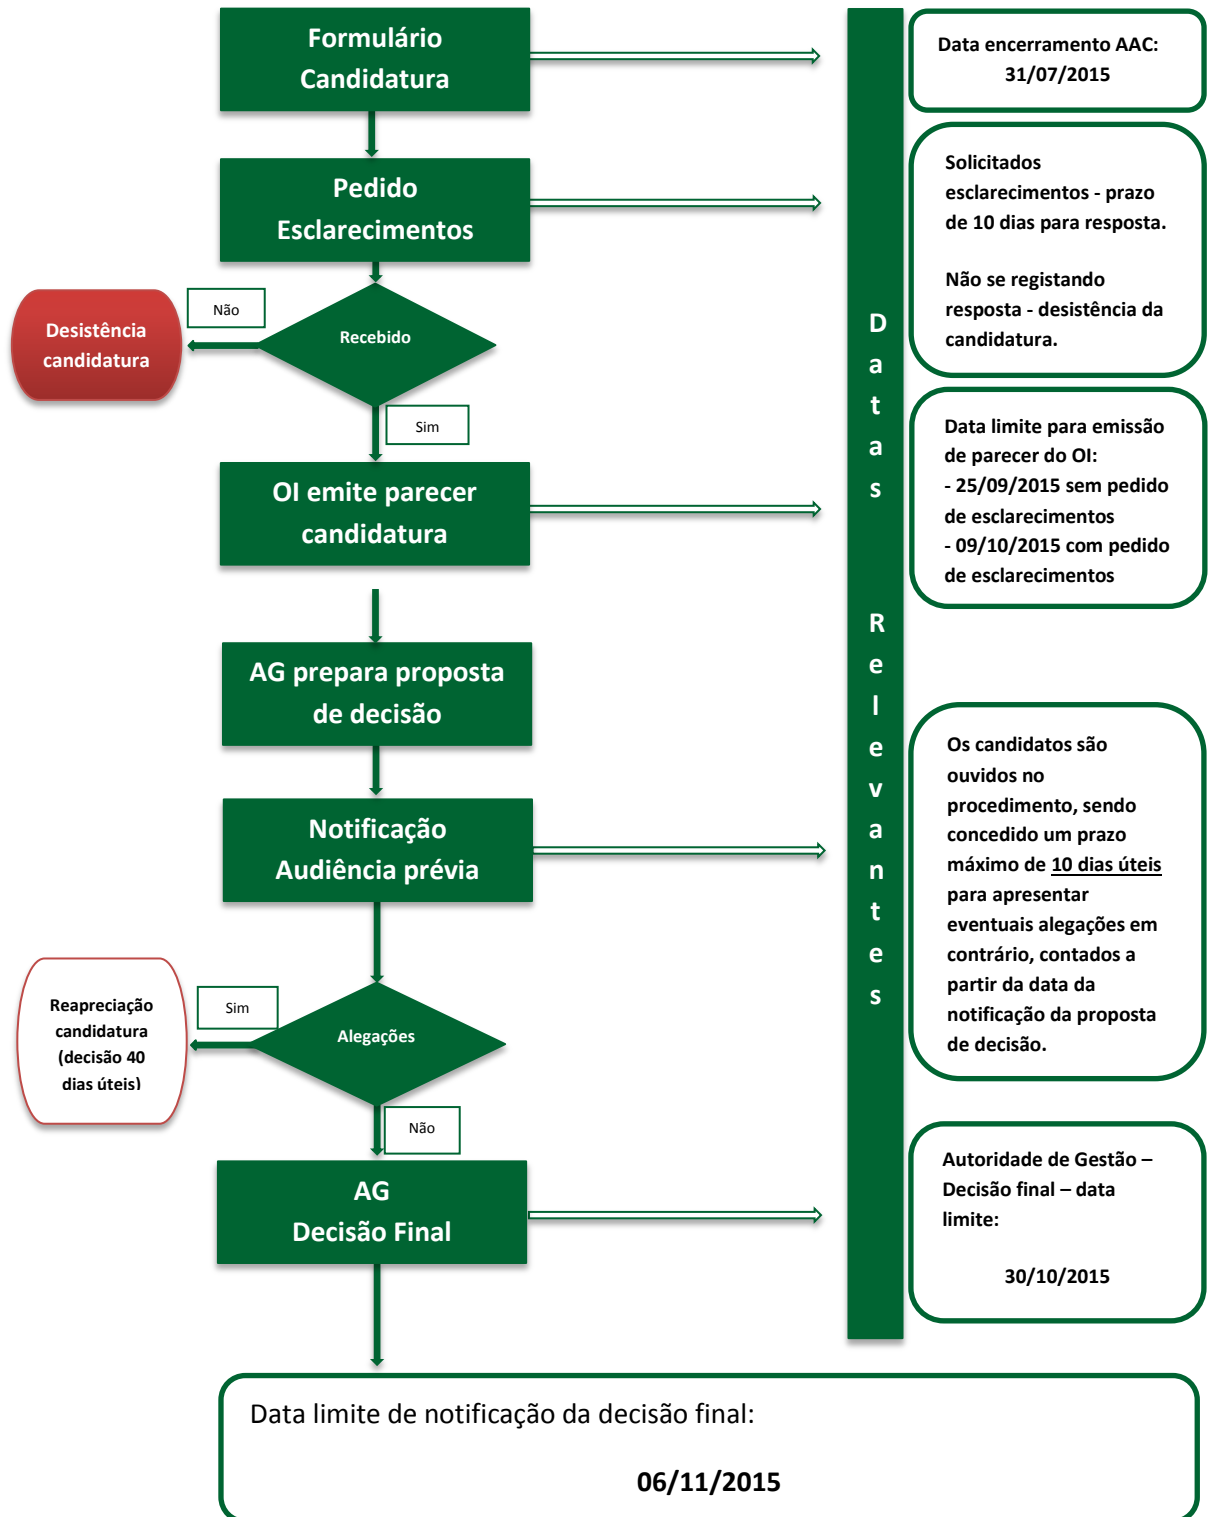 Formulário
Candidatura
Data encerramento AAC:
31/07/2015
Pedido
Esclarecimentos
Solicitados
esclarecimentos - prazo
de 10 dias para resposta.
Não se registando
resposta - desistência da
candidatura.
Não
Desistência
candidatura
Recebido
Sim
OI emite parecer
candidatura
Data limite para emissão
de parecer do OI:
- 25/09/2015 sem pedido
de esclarecimentos
- 09/10/2015 com pedido
de esclarecimentos
Datas
Relevantes
AG prepara proposta
de decisão
Notificação
Audiência prévia
Os candidatos são
ouvidos no
procedimento, sendo
concedido um prazo
máximo de 10 dias úteis
para apresentar
eventuais alegações em
contrário, contados a
partir da data da
notificação da proposta
de decisão.
Sim
Reapreciação
candidatura
(decisão 40
dias úteis)
Alegações
Não
AG
Decisão Final
Autoridade de Gestão –
Decisão final – data
limite:
30/10/2015
Data limite de notificação da decisão final:
06/11/2015